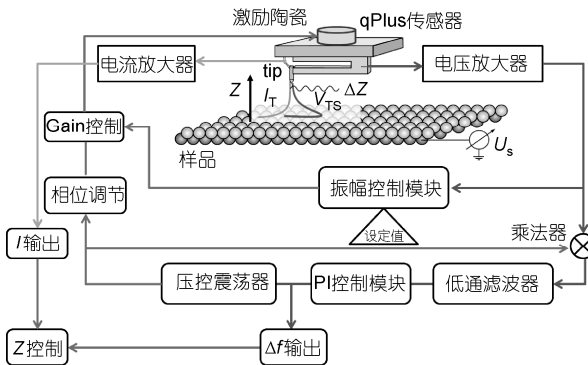 激励陶瓷
qPlus传感器
电流放大器
tip
电压放大器
Z
I_T
V_TS
ΔZ
Gain控制
样品
U_s
相位调节
振幅控制模块
设定值
乘法器
I输出
压控震荡器
PI控制模块
低通滤波器
Z控制
Δf输出